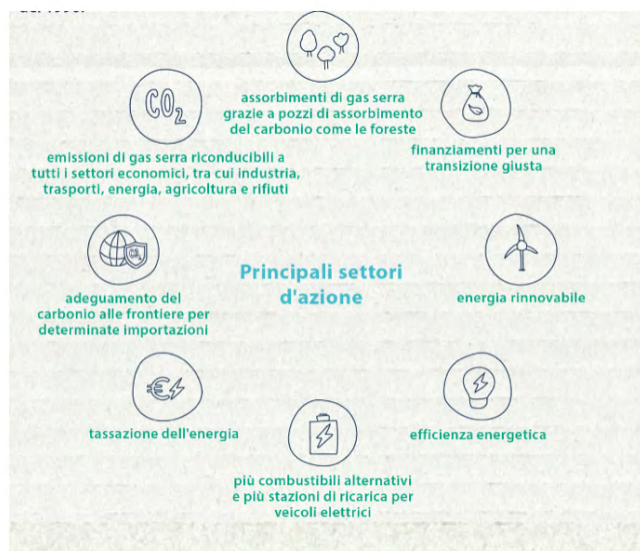 del 1990.
assorbimenti di gas serra
grazie a pozzi di assorbimento
del carbonio come le foreste
CO2
emissioni di gas serra riconducibili a
tutti i settori economici, tra cui industria,
trasporti, energia, agricoltura e rifiuti
finanziamenti per una
transizione giusta
adeguamento del
carbonio alle frontiere per
determinate importazioni
Principali settori
d'azione
energia rinnovabile
€
tassazione dell'energia
efficienza energetica
più combustibili alternativi
e più stazioni di ricarica per
veicoli elettrici